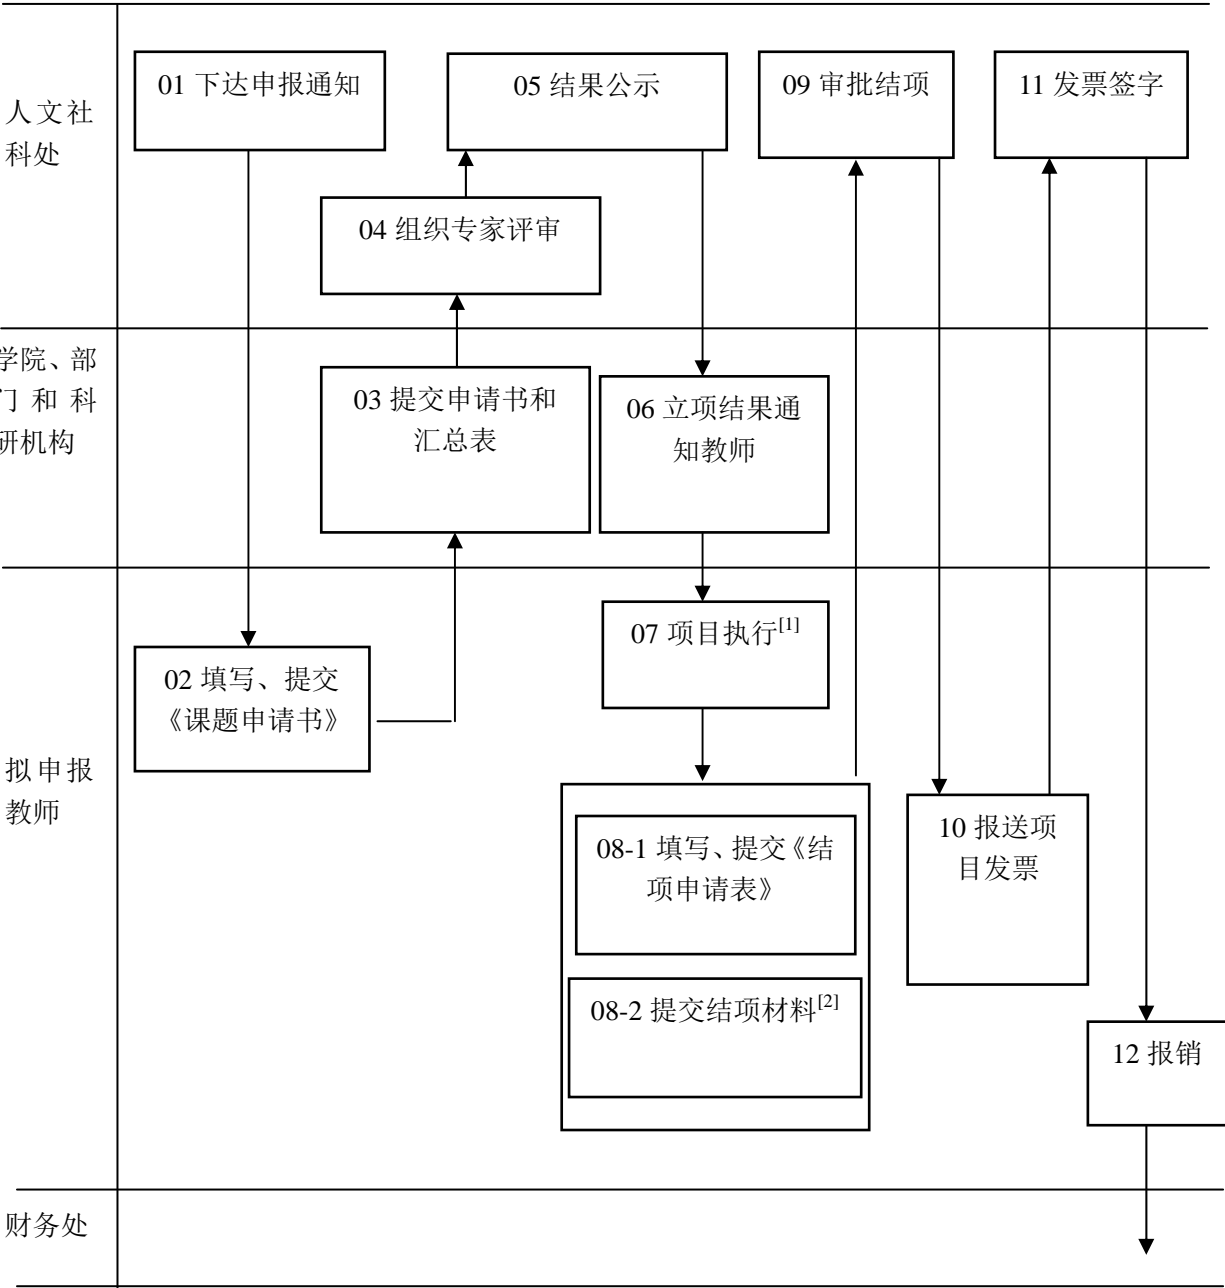 人文社
科处
01 下达申报通知
05 结果公示
09 审批结项
11 发票签字
04 组织专家评审
学院、部
门和科
研机构
03 提交申请书和
汇总表
06 立项结果通
知教师
拟申报
教师
02 填写、提交
《课题申请书》
07 项目执行[1]
08-1 填写、提交《结
项申请表》
08-2 提交结项材料[2]
10 报送项
目发票
12 报销
财务处